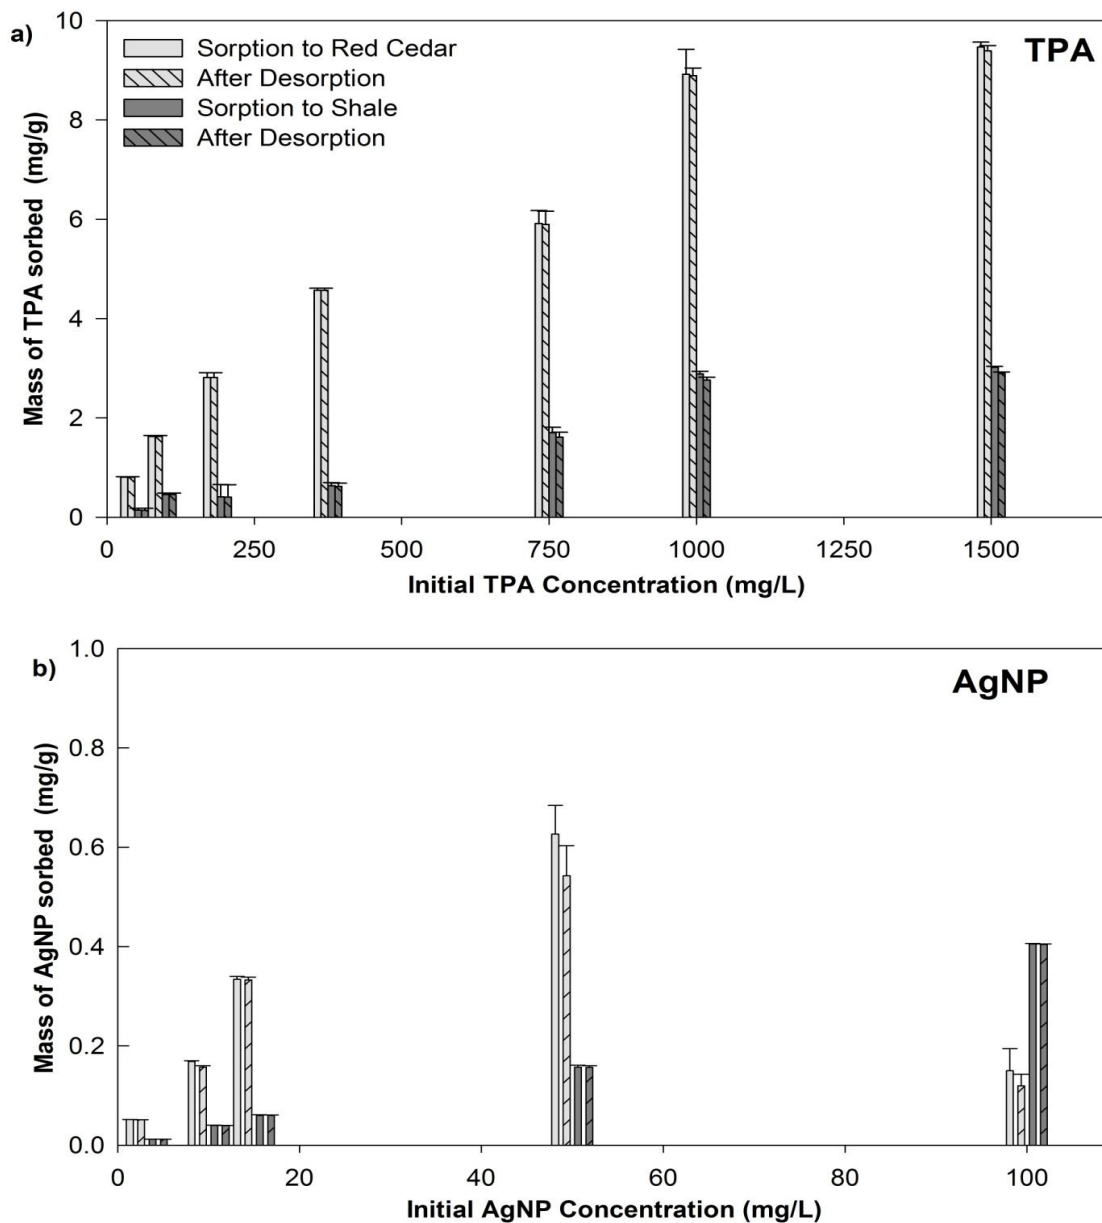 a)
TPA
Sorption to Red Cedar
After Desorption
Sorption to Shale
After Desorption
Mass of TPA sorbed (mg/g)
10
8
6
4
2
0
0 250 500 750 1000 1250 1500
Initial TPA Concentration (mg/L)
b)
AgNP
Mass of AgNP sorbed (mg/g)
1.0
0.8
0.6
0.4
0.2
0.0
0 20 40 60 80 100
Initial AgNP Concentration (mg/L)